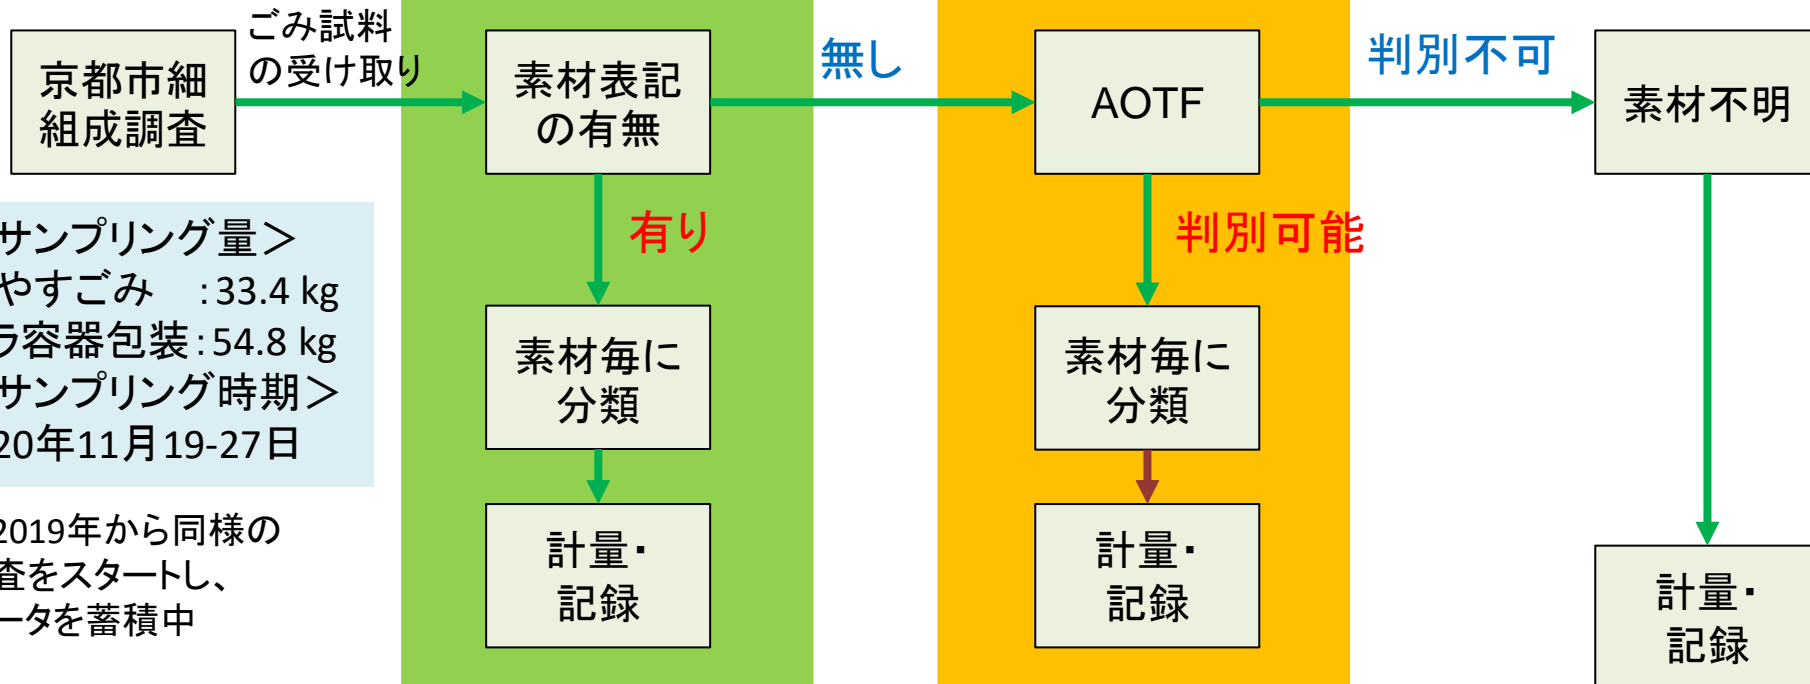 京都市細
組成調査
ごみ試料
の受け取り
素材表記
の有無
無し
AOTF
判別不可
素材不明
有り
判別可能
サンプリング量＞
やすごみ　：33.4 kg
ラ容器包装：54.8 kg
サンプリング時期＞
20年11月19-27日
2019年から同様の
査をスタートし、
ータを蓄積中
素材毎に
分類
素材毎に
分類
計量・
記録
計量・
記録
計量・
記録